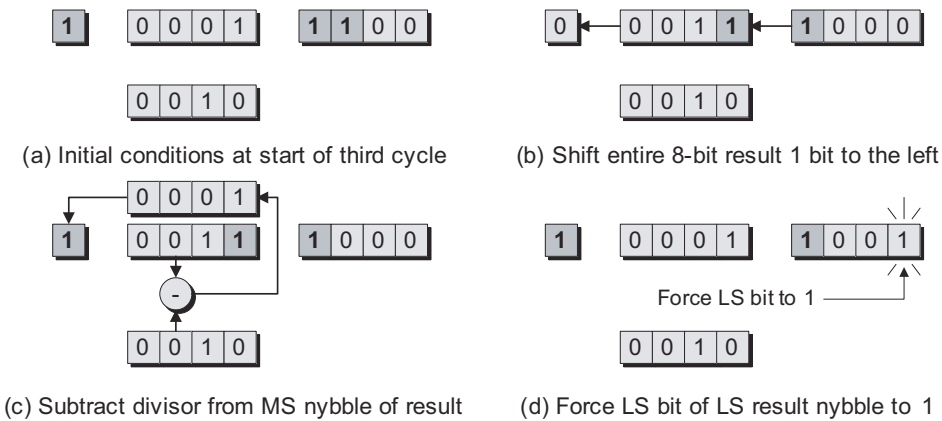 1 0 0 0 1 1 1 0 0
0 0 1 0
(a) Initial conditions at start of third cycle
0 0 0 1 1 1 0 0 0
0 0 1 0
(b) Shift entire 8-bit result 1 bit to the left
0 0 0 1
1 0 0 1 1 1 0 0 0
-
0 0 1 0
(c) Subtract divisor from MS nybble of result
1 0 0 0 1 1 0 0 1
Force LS bit to 1
0 0 1 0
(d) Force LS bit of LS result nybble to 1